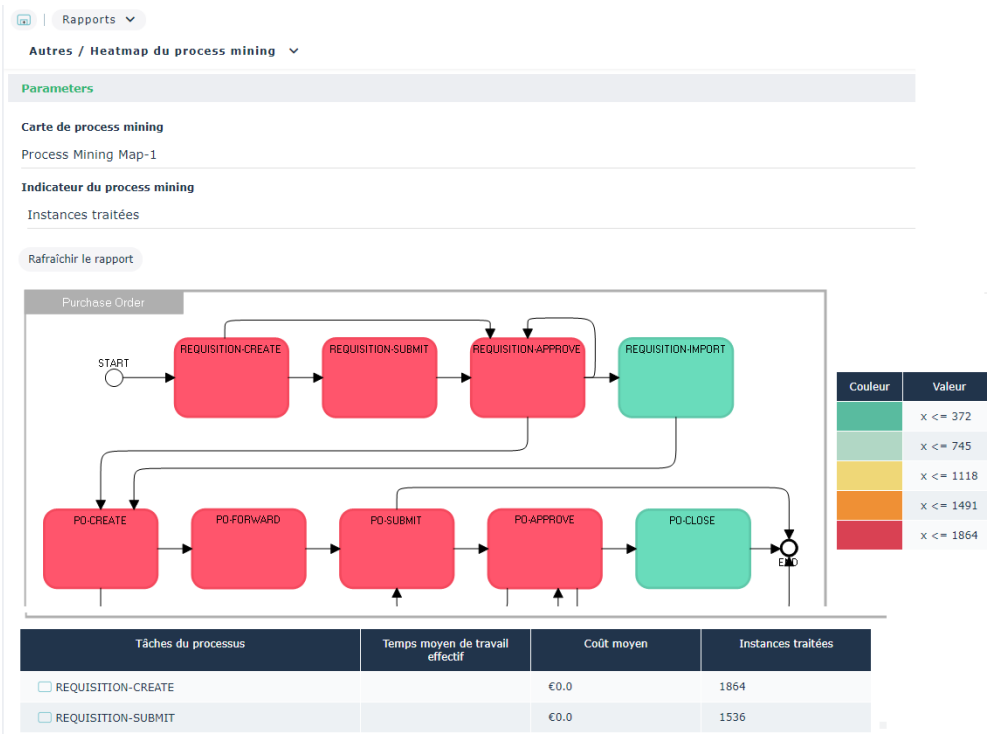 Rapports
Autres / Heatmap du process mining
Parameters
Carte de process mining
Process Mining Map-1
Indicateur du process mining
Instances traitées
Rafraîchir le rapport
Purchase Order
START
REQUISITION-CREATE
REQUISITION-SUBMIT
REQUISITION-APPROVE
REQUISITION-IMPORT
PO-CREATE
PO-FORWARD
PO-SUBMIT
PO-APPROVE
PO-CLOSE
END
Couleur Valeur
x <= 372
x <= 745
x <= 1118
x <= 1491
x <= 1864
Tâches du processus Temps moyen de travail effectif Coût moyen Instances traitées
REQUISITION-CREATE €0.0 1864
REQUISITION-SUBMIT €0.0 1536